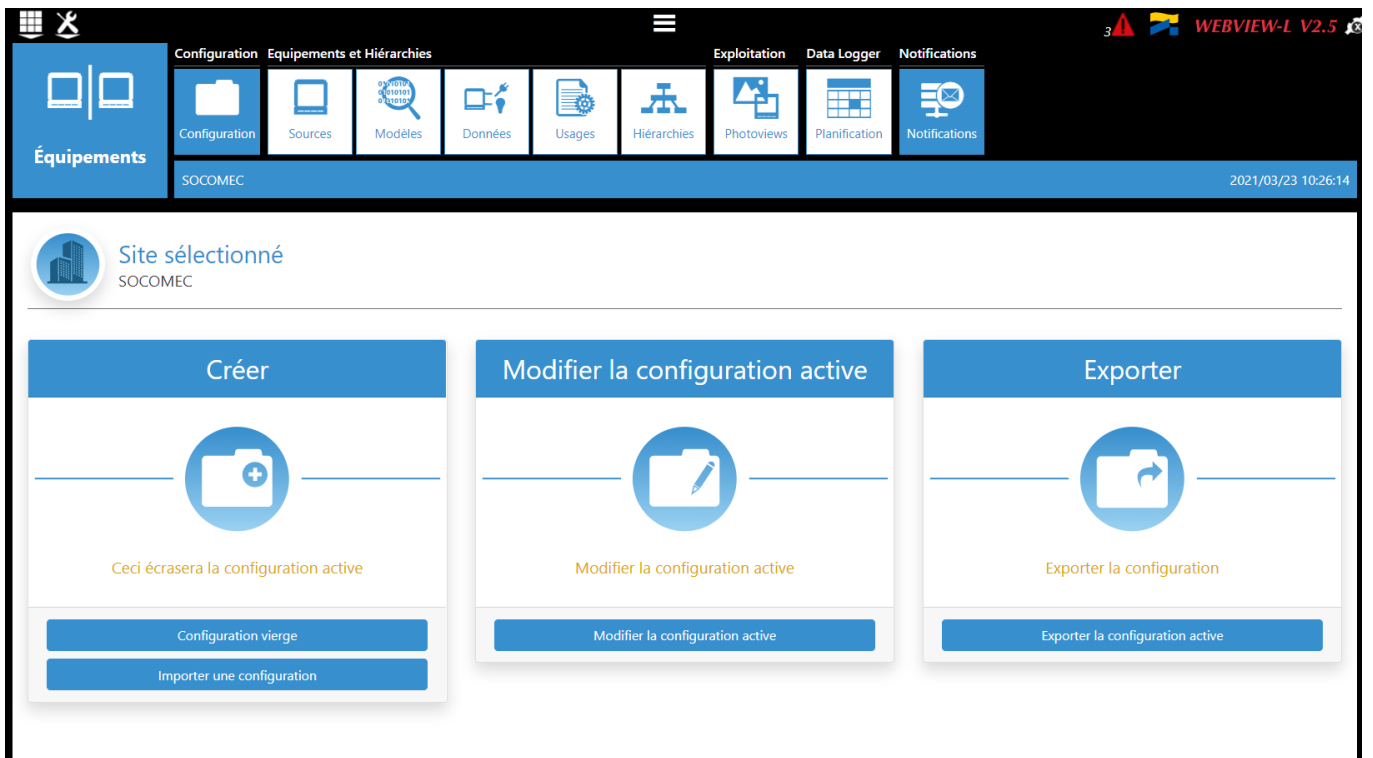 3
WEBVIEW-L V2.5
Configuration Equipements et Hiérarchies Exploitation Data Logger Notifications
Configuration Sources Modèles Données Usages Hiérarchies Photoviews Planification Notifications
Équipements
SOCOMEC 2021/03/23 10:26:14
Site sélectionné
SOCOMEC
Créer
Ceci écrasera la configuration active
Configuration vierge
Importer une configuration
Modifier la configuration active
Modifier la configuration active
Modifier la configuration active
Exporter
Exporter la configuration
Exporter la configuration active